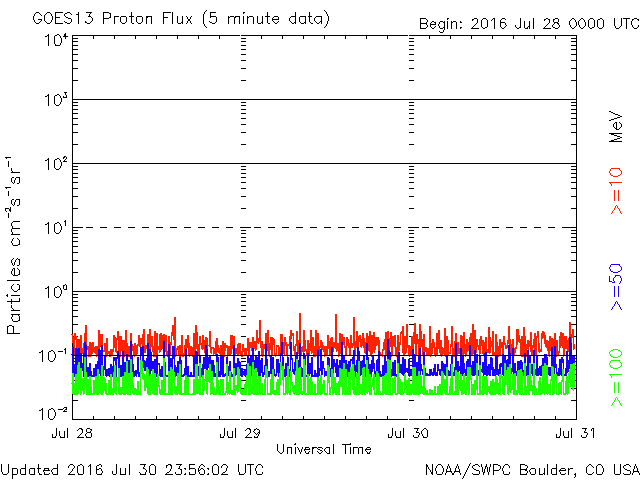 GOES13 Proton Flux (5 minute data)
Begin: 2016 Jul 28 0000 UTC
Particles cm⁻²s⁻¹sr⁻¹
10⁴
10³
10²
10¹
10⁰
10⁻¹
10⁻²
Jul 28
Jul 29
Jul 30
Jul 31
Universal Time
MeV
>=10
>=50
>=100
Updated 2016 Jul 30 23:56:02 UTC
NOAA/SWPC Boulder, CO USA